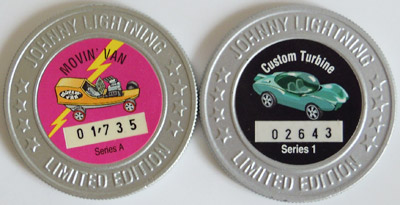 JOHNNY LIGHTNING
MOVIN' VAN
01735
Series A
LIMITED EDITION
JOHNNY LIGHTNING
Custom Turbine
02643
Series 1
LIMITED EDITION